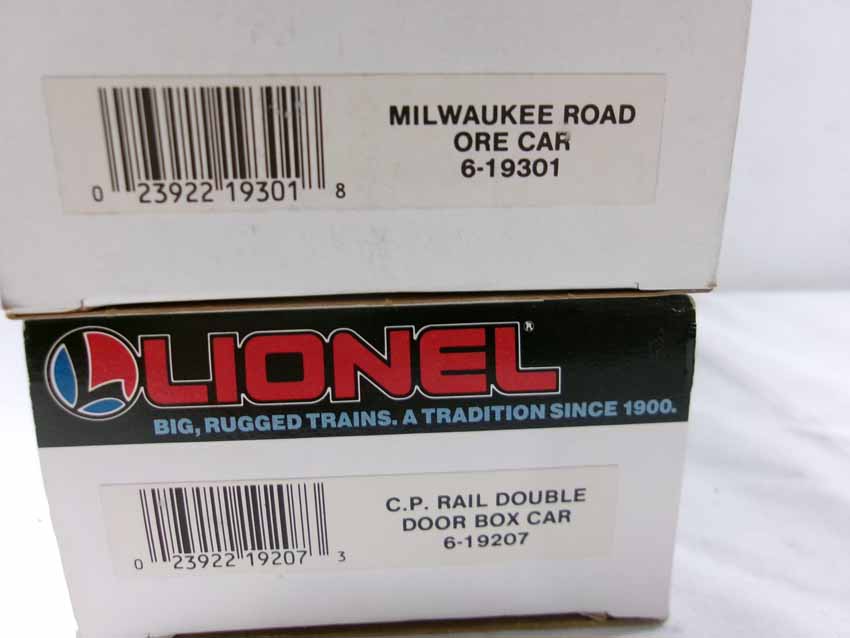 MILWAUKEE ROAD
ORE CAR
6-19301
0 23922 19301 8
LIONEL®
BIG, RUGGED TRAINS. A TRADITION SINCE 1900.
C.P. RAIL DOUBLE
DOOR BOX CAR
6-19207
0 23922 19207 3